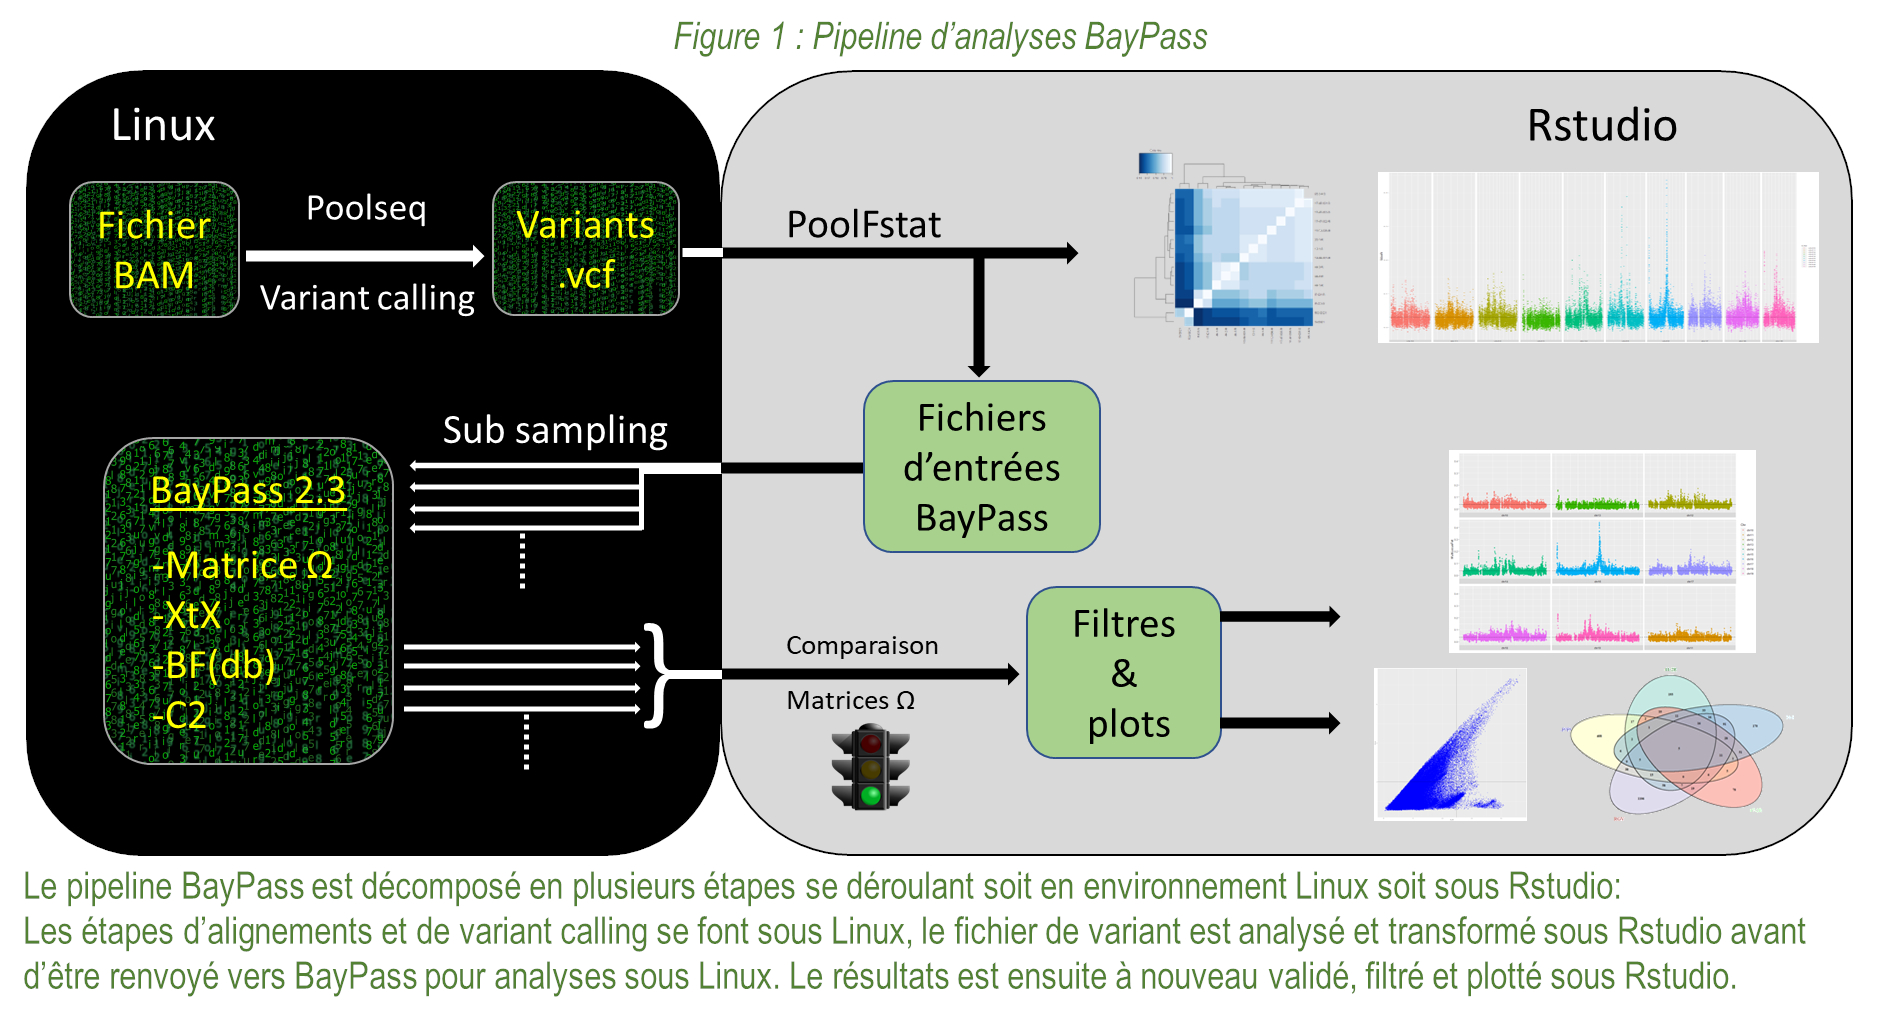 Figure 1 : Pipeline d'analyses BayPass
Linux
Rstudio
Fichier
BAM
Poolseq
Variant calling
Variants
.vcf
PoolFstat
Sub sampling
Fichiers
d'entrées
BayPass
BayPass 2.3
-Matrice Ω
-XtX
-BF(db)
-C2
Comparaison
Matrices Ω
Filtres
&
plots
Le pipeline BayPass est décomposé en plusieurs étapes se déroulant soit en environnement Linux soit sous Rstudio:
Les étapes d'alignements et de variant calling se font sous Linux, le fichier de variant est analysé et transformé sous Rstudio avant
d'être renvoyé vers BayPass pour analyses sous Linux. Le résultats est ensuite à nouveau validé, filtré et plotté sous Rstudio.